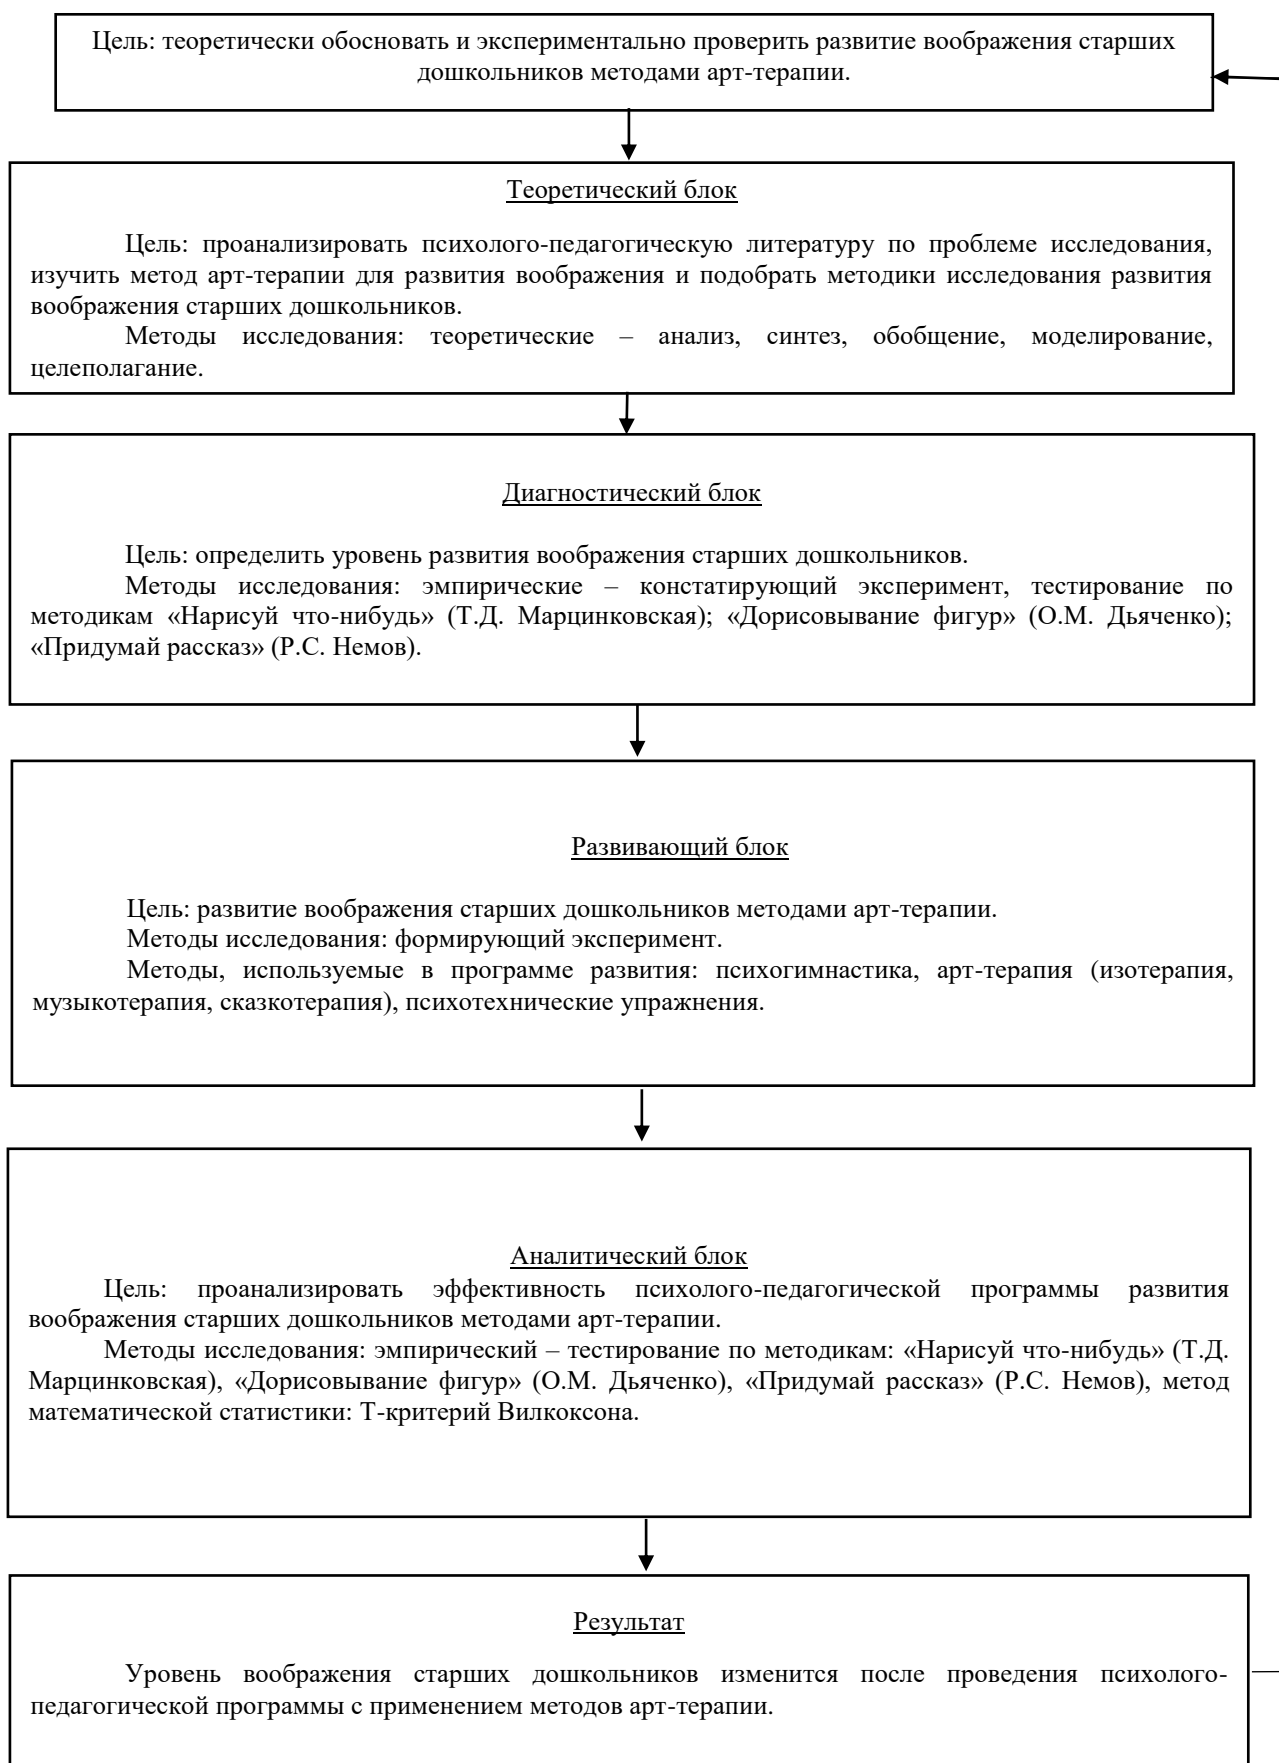 Цель: теоретически обосновать и экспериментально проверить развитие воображения старших
дошкольников методами арт-терапии.
Теоретический блок
Цель: проанализировать психолого-педагогическую литературу по проблеме исследования,
изучить метод арт-терапии для развития воображения и подобрать методики исследования развития
воображения старших дошкольников.
Методы исследования: теоретические – анализ, синтез, обобщение, моделирование,
целеполагание.
Диагностический блок
Цель: определить уровень развития воображения старших дошкольников.
Методы исследования: эмпирические – констатирующий эксперимент, тестирование по
методикам «Нарисуй что-нибудь» (Т.Д. Марцинковская); «Дорисовывание фигур» (О.М. Дьяченко);
«Придумай рассказ» (Р.С. Немов).
Развивающий блок
Цель: развитие воображения старших дошкольников методами арт-терапии.
Методы исследования: формирующий эксперимент.
Методы, используемые в программе развития: психогимнастика, арт-терапия (изотерапия,
музыкотерапия, сказкотерапия), психотехнические упражнения.
Аналитический блок
Цель: проанализировать эффективность психолого-педагогической программы развития
воображения старших дошкольников методами арт-терапии.
Методы исследования: эмпирический – тестирование по методикам: «Нарисуй что-нибудь» (Т.Д.
Марцинковская), «Дорисовывание фигур» (О.М. Дьяченко), «Придумай рассказ» (Р.С. Немов), метод
математической статистики: Т-критерий Вилкоксона.
Результат
Уровень воображения старших дошкольников изменится после проведения психолого-
педагогической программы с применением методов арт-терапии.